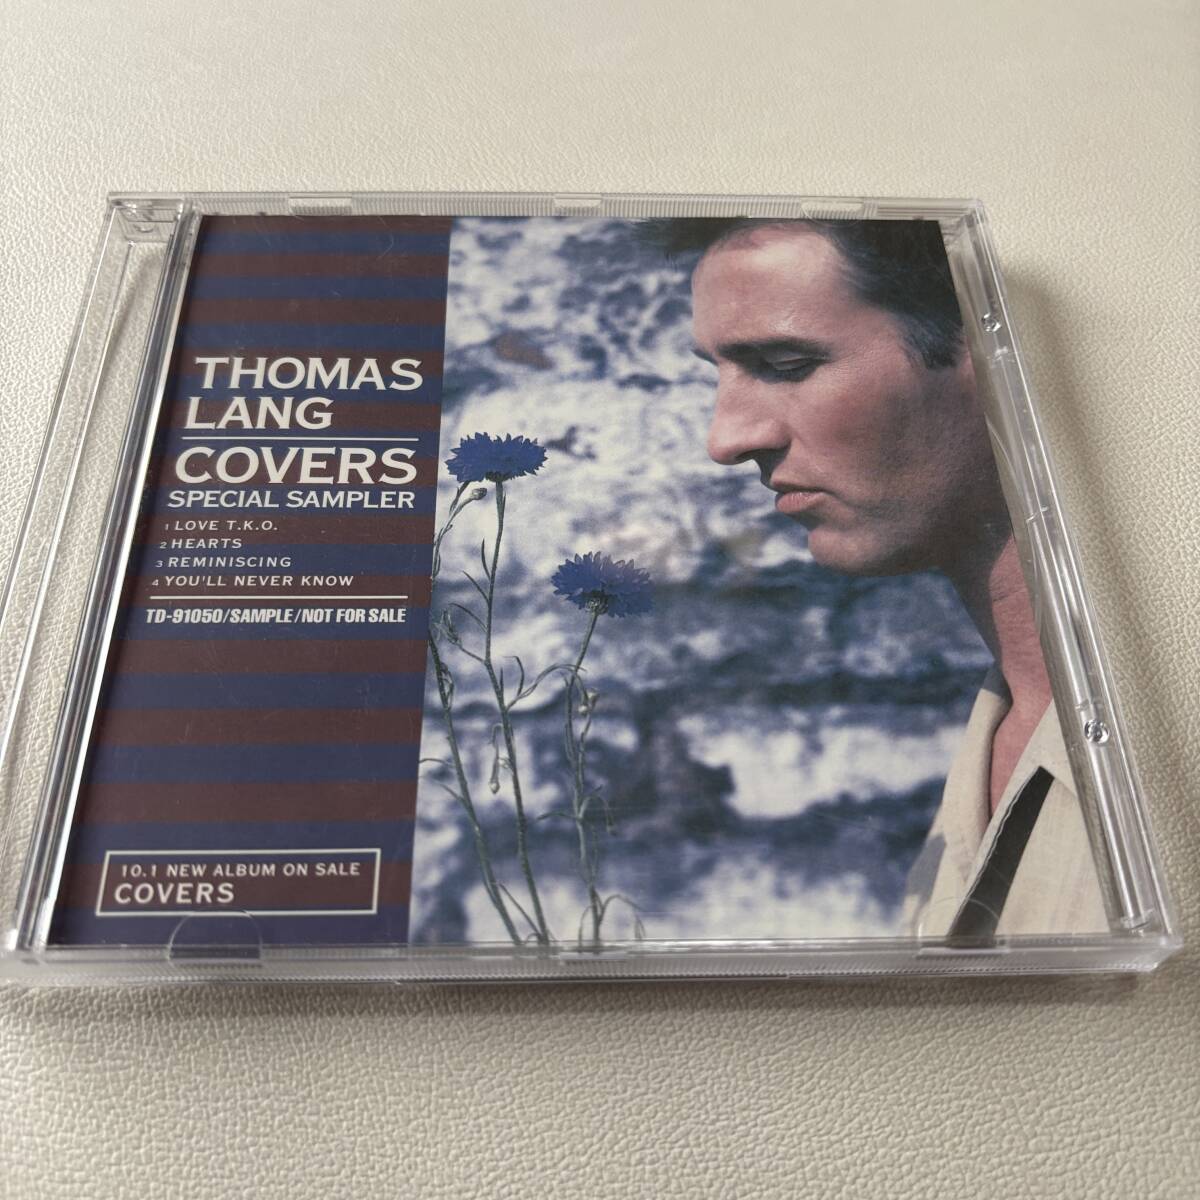 THOMAS
LANG
COVERS
SPECIAL SAMPLER
1 LOVE T.K.O.
2 HEARTS
3 REMINISCING
4 YOU'LL NEVER KNOW
TD-91050/SAMPLE/NOT FOR SALE
10.1 NEW ALBUM ON SALE
COVERS